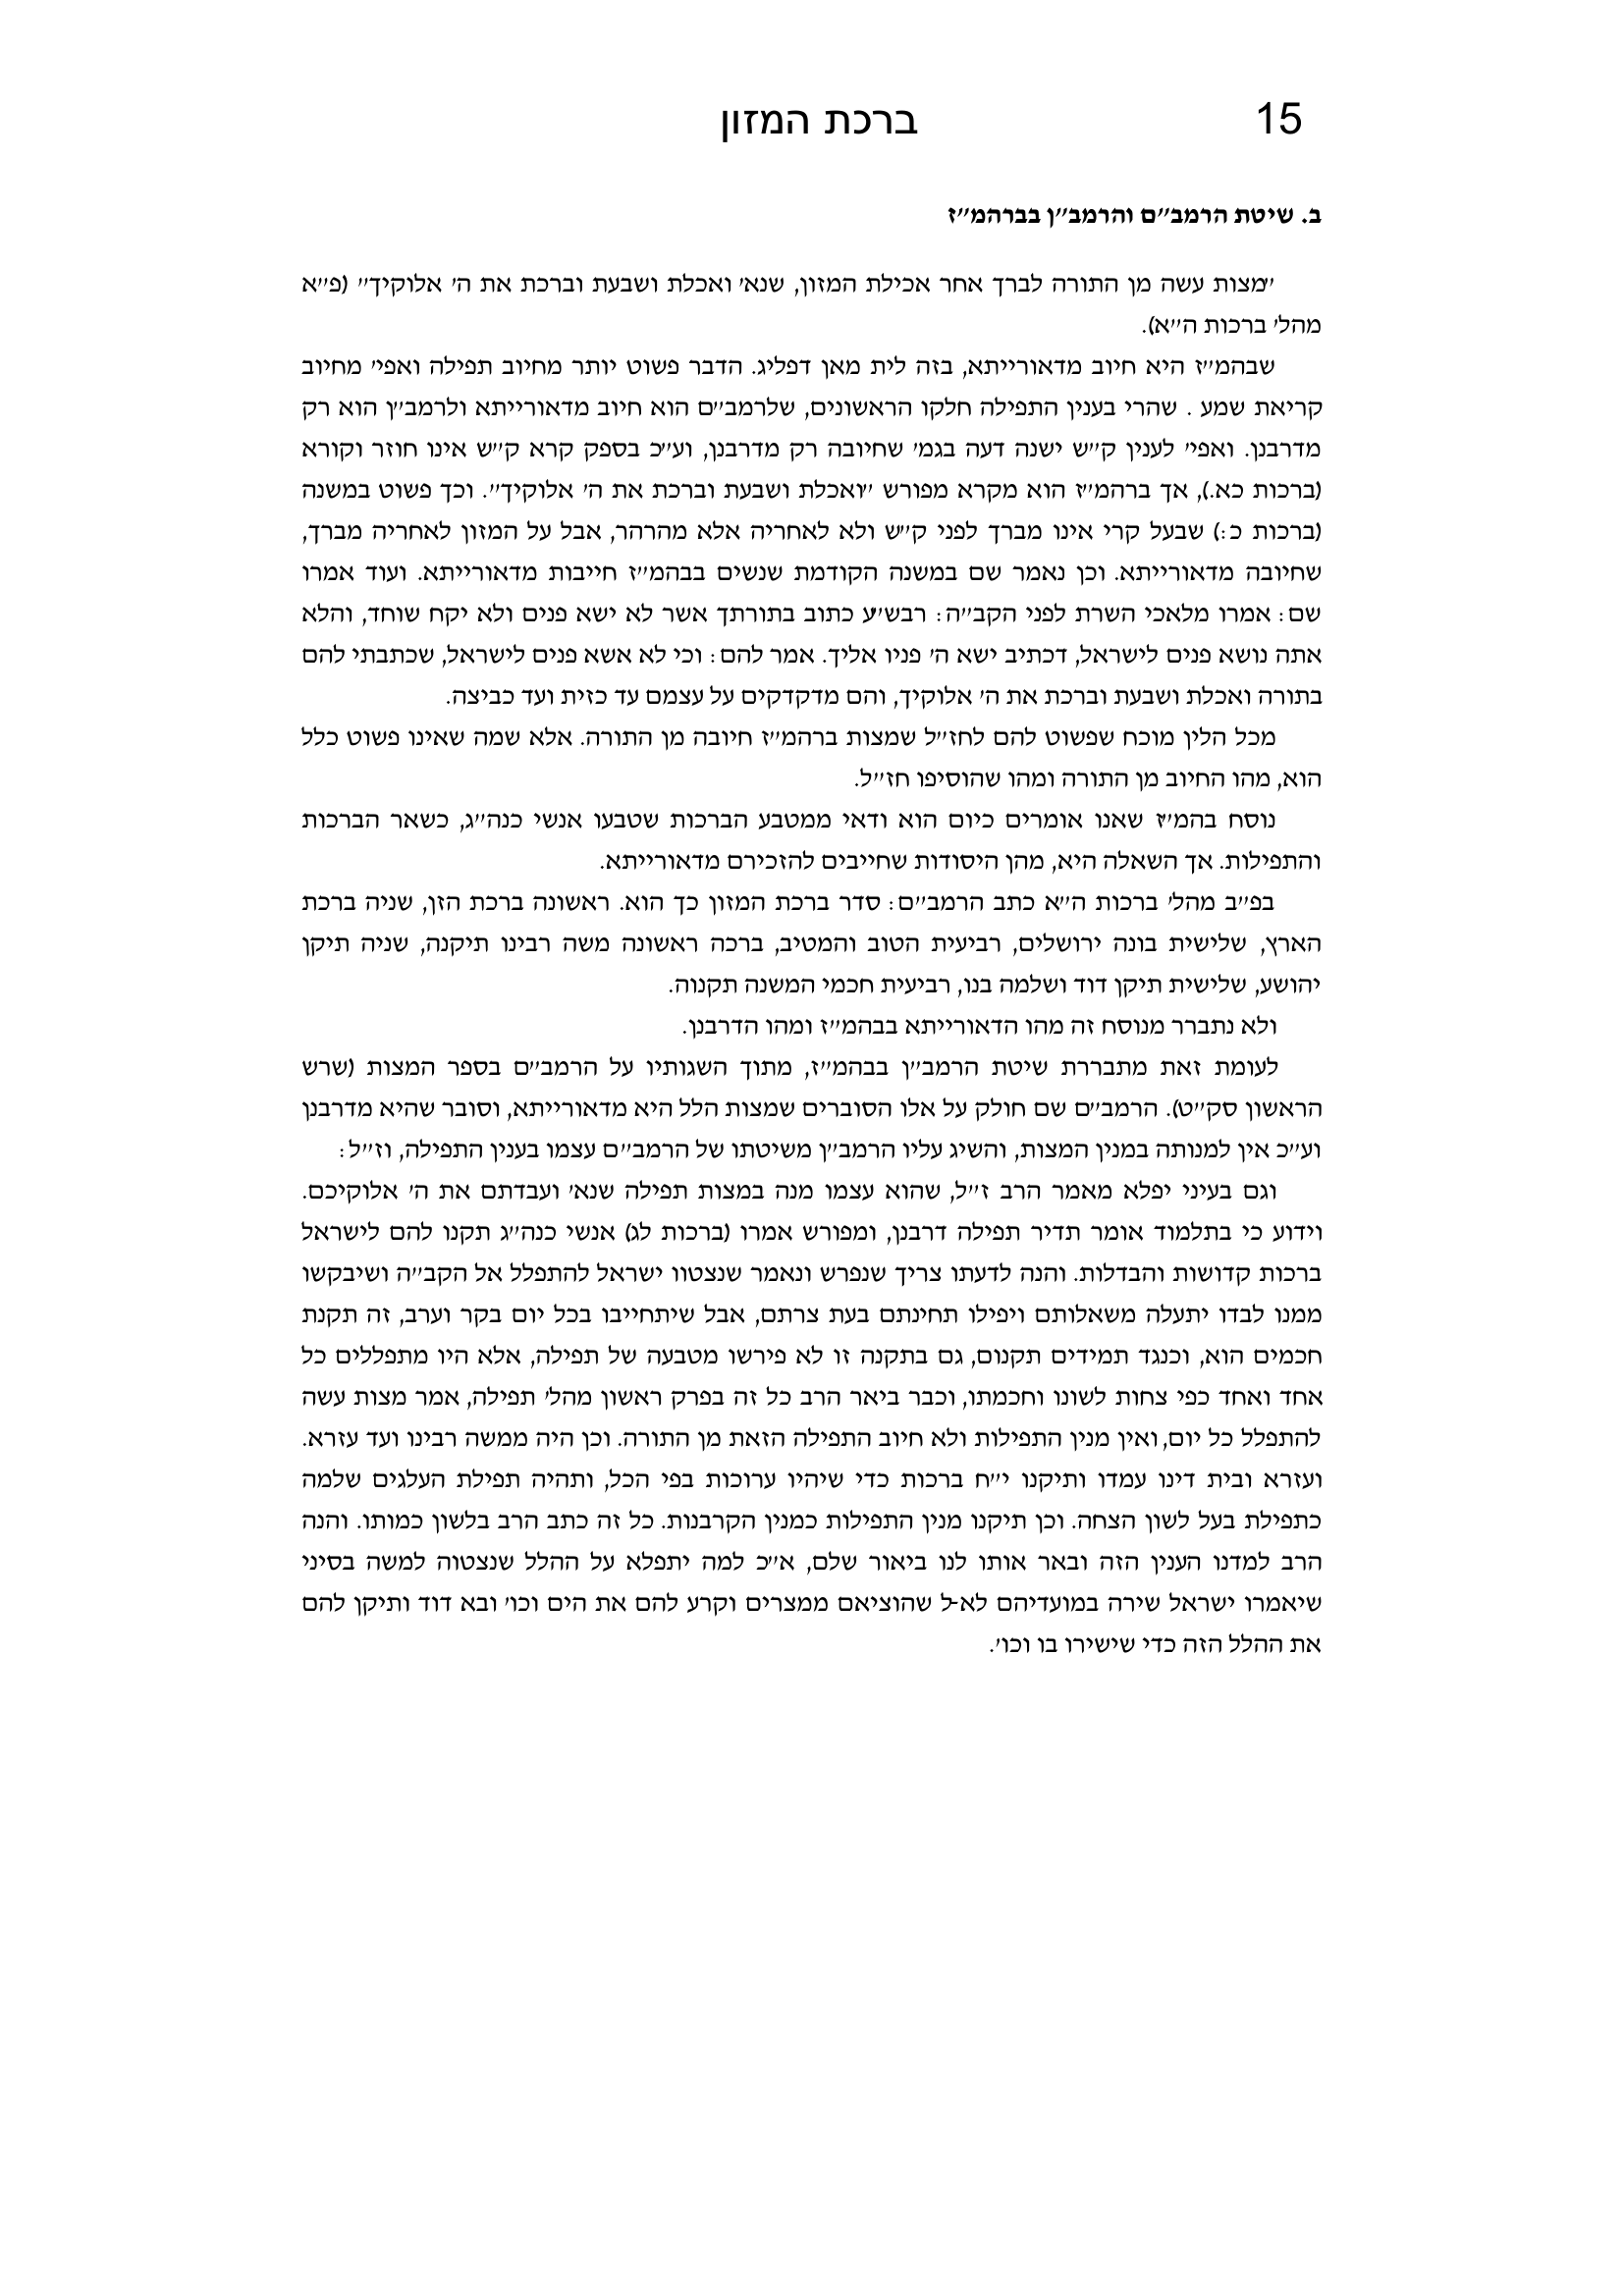 15 ברכת המזון
ב. שיטת הרמב״ם והרמב״ן בברהמ״ז
״מצות עשה מן התורה לברך אחר אכילת המזון, שנא׳ ואכלת ושבעת וברכת את ה׳ אלוקיך״ (פ״א
מהל׳ ברכות ה״א).
שבהמ״ז היא חיוב מדאורייתא, בזה לית מאן דפליג. הדבר פשוט יותר מחיוב תפילה ואפי׳ מחיוב
קריאת שמע . שהרי בענין התפילה חלקו הראשונים, שלרמב״ם הוא חיוב מדאורייתא ולרמב״ן הוא רק
מדרבנן. ואפי׳ לענין ק״ש ישנה דעה בגמ׳ שחיובה רק מדרבנן, וע״כ בספק קרא ק״ש אינו חוזר וקורא
(ברכות כא.), אך ברהמ״ז הוא מקרא מפורש ״ואכלת ושבעת וברכת את ה׳ אלוקיך״. וכך פשוט במשנה
(ברכות כ:) שבעל קרי אינו מברך לפני ק״ש ולא לאחריה אלא מהרהר, אבל על המזון לאחריה מברך,
שחיובה מדאורייתא. וכן נאמר שם במשנה הקודמת שנשים בבהמ״ז חייבות מדאורייתא. ועוד אמרו
שם: אמרו מלאכי השרת לפני הקב״ה: רבש״ע כתוב בתורתך אשר לא ישא פנים ולא יקח שוחד, והלא
אתה נושא פנים לישראל, דכתיב ישא ה׳ פניו אליך. אמר להם: וכי לא אשא פנים לישראל, שכתבתי להם
בתורה ואכלת ושבעת וברכת את ה׳ אלוקיך, והם מדקדקים על עצמם עד כזית ועד כביצה.
מכל הלין מוכח שפשוט להם לחז״ל שמצות ברהמ״ז חיובה מן התורה. אלא שמה שאינו פשוט כלל
הוא, מהו החיוב מן התורה ומהו שהוסיפו חז״ל.
נוסח בהמ״ז שאנו אומרים כיום הוא ודאי ממטבע הברכות שטבעו אנשי כנה״ג, כשאר הברכות
והתפילות. אך השאלה היא, מהן היסודות שחייבים להזכירם מדאורייתא.
בפ״ב מהל׳ ברכות ה״א כתב הרמב״ם: סדר ברכת המזון כך הוא. ראשונה ברכת הזן, שניה ברכת
הארץ, שלישית בונה ירושלים, רביעית הטוב והמטיב, ברכה ראשונה משה רבינו תיקנה, שניה תיקן
יהושע, שלישית תיקן דוד ושלמה בנו, רביעית חכמי המשנה תקנוה.
ולא נתברר מנוסח זה מהו הדאורייתא בבהמ״ז ומהו הדרבנן.
לעומת זאת מתבררת שיטת הרמב״ן בבהמ״ז, מתוך השגותיו על הרמב״ם בספר המצות (שרש
הראשון סק״ט). הרמב״ם שם חולק על אלו הסוברים שמצות הלל היא מדאורייתא, וסובר שהיא מדרבנן
וע״כ אין למנותה במנין המצות, והשיג עליו הרמב״ן משיטתו של הרמב״ם עצמו בענין התפילה, וז״ל:
וגם בעיני יפלא מאמר הרב ז״ל, שהוא עצמו מנה במצות תפילה שנא׳ ועבדתם את ה׳ אלוקיכם.
וידוע כי בתלמוד אומר תדיר תפילה דרבנן, ומפורש אמרו (ברכות לג) אנשי כנה״ג תקנו להם לישראל
ברכות קדושות והבדלות. והנה לדעתו צריך שנפרש ונאמר שנצטוו ישראל להתפלל אל הקב״ה ושיבקשו
ממנו לבדו יתעלה משאלותם ויפילו תחינתם בעת צרתם, אבל שיתחייבו בכל יום בקר וערב, זה תקנת
חכמים הוא, וכנגד תמידים תקנום, גם בתקנה זו לא פירשו מטבעה של תפילה, אלא היו מתפללים כל
אחד ואחד כפי צחות לשונו וחכמתו, וכבר ביאר הרב כל זה בפרק ראשון מהל׳ תפילה, אמר מצות עשה
להתפלל כל יום, ואין מנין התפילות ולא חיוב התפילה הזאת מן התורה. וכן היה ממשה רבינו ועד עזרא.
ועזרא ובית דינו עמדו ותיקנו י״ח ברכות כדי שיהיו ערוכות בפי הכל, ותהיה תפילת העלגים שלמה
כתפילת בעל לשון הצחה. וכן תיקנו מנין התפילות כמנין הקרבנות. כל זה כתב הרב בלשון כמותו. והנה
הרב למדנו הענין הזה ובאר אותו לנו ביאור שלם, א״כ למה יתפלא על ההלל שנצטוה למשה בסיני
שיאמרו ישראל שירה במועדיהם לא-ל שהוציאם ממצרים וקרע להם את הים וכו׳ ובא דוד ותיקן להם
את ההלל הזה כדי שישירו בו וכו׳.